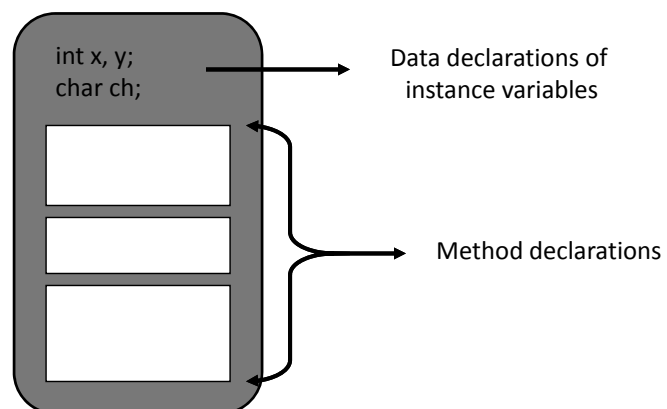 int x, y;
char ch;
Data declarations of
instance variables
Method declarations